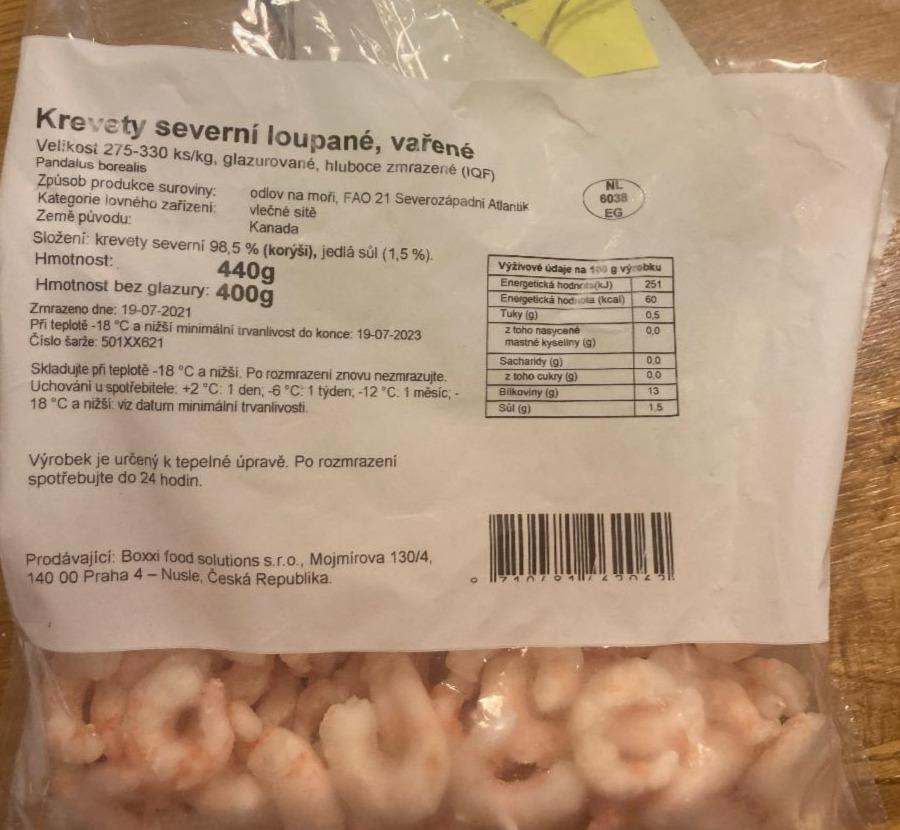 Krevety severní loupané, vařené
Velikost 275-330 ks/kg, glazurované, hluboce zmrazené (IQF)
Pandalus borealis
Způsob produkce suroviny: odlov na moři, FAO 21 Severozápadní Atlantik
Kategorie lovného zařízení: vlečné sítě
Země původu: Kanada
Složení: krevety severní 98,5 % (korýši), jedlá sůl (1,5 %).
Hmotnost: 440g
Hmotnost bez glazury: 400g
Zmrazeno dne: 19-07-2021
Při teplotě -18 °C a nižší minimální trvanlivost do konce: 19-07-2023
Číslo šarže: 501XX621
Skladujte při teplotě -18 °C a nižší. Po rozmrazení znovu nezmrazujte.
Uchování u spotřebitele: +2 °C: 1 den; -6 °C: 1 týden; -12 °C: 1 měsíc; -
18 °C a nižší: viz datum minimální trvanlivosti.
NL
6038
EG
Výživové údaje na 100 g výrobku
Energetická hodnota (kJ) 251
Energetická hodnota (kcal) 60
Tuky (g) 0,5
z toho nasycené 0,0
mastné kyseliny (g)
Sacharidy (g) 0,0
z toho cukry (g) 0,0
Bílkoviny (g) 13
Sůl (g) 1,5
Výrobek je určený k tepelné úpravě. Po rozmrazení
spotřebujte do 24 hodin.
Prodávající: Boxxi food solutions s.r.o., Mojmírova 130/4,
140 00 Praha 4 – Nusle, Česká Republika.